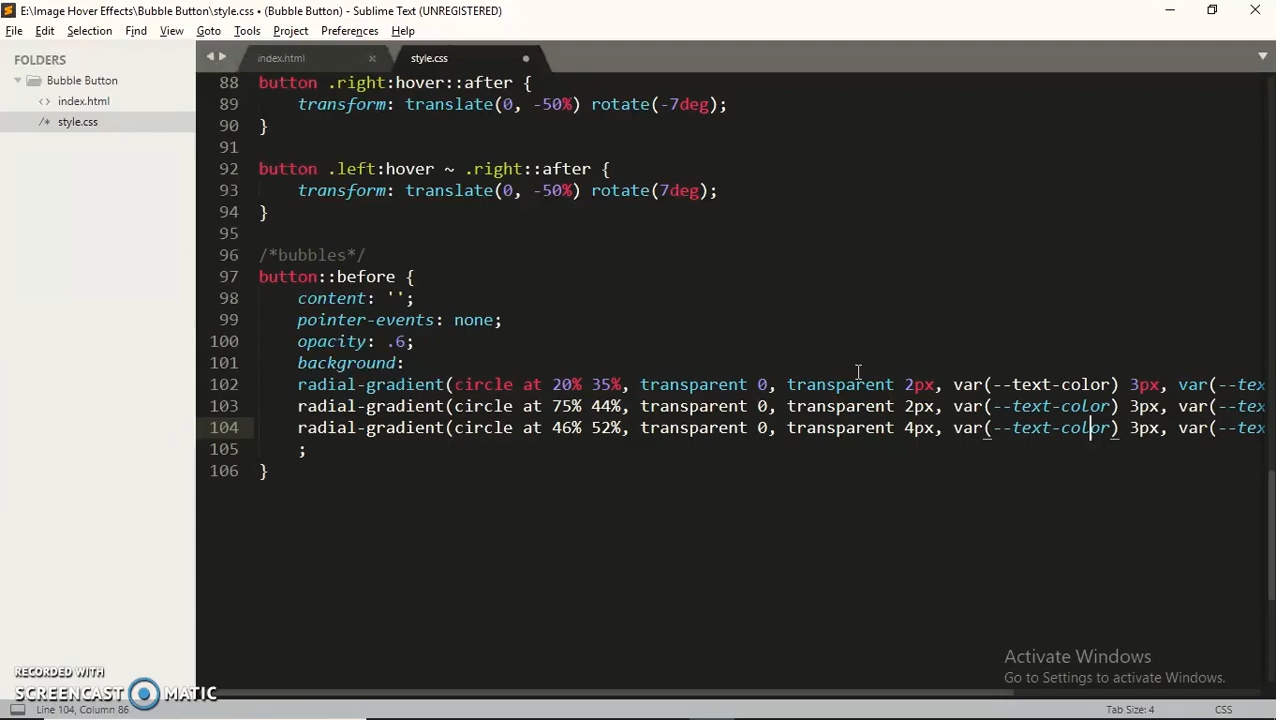 E:\Image Hover Effects\Bubble Button\style.css • (Bubble Button) - Sublime Text (UNREGISTERED)
File Edit Selection Find View Goto Tools Project Preferences Help
FOLDERS
Bubble Button
<> index.html
/* style.css
index.html × style.css
88 button .right:hover::after {
89 transform: translate(0, -50%) rotate(-7deg);
90 }
91
92 button .left:hover ~ .right::after {
93 transform: translate(0, -50%) rotate(7deg);
94 }
95
96 /*bubbles*/
97 button::before {
98 content: '';
99 pointer-events: none;
100 opacity: .6;
101 background:
102 radial-gradient(circle at 20% 35%, transparent 0, transparent 2px, var(--text-color) 3px, var(--tex
103 radial-gradient(circle at 75% 44%, transparent 0, transparent 2px, var(--text-color) 3px, var(--tex
104 radial-gradient(circle at 46% 52%, transparent 0, transparent 4px, var(--text-color) 3px, var(--tex
105 ;
106 }
Activate Windows
Go to Settings to activate Windows.
RECORDED WITH
SCREENCAST MATIC
Line 104, Column 86
Tab Size: 4
CSS